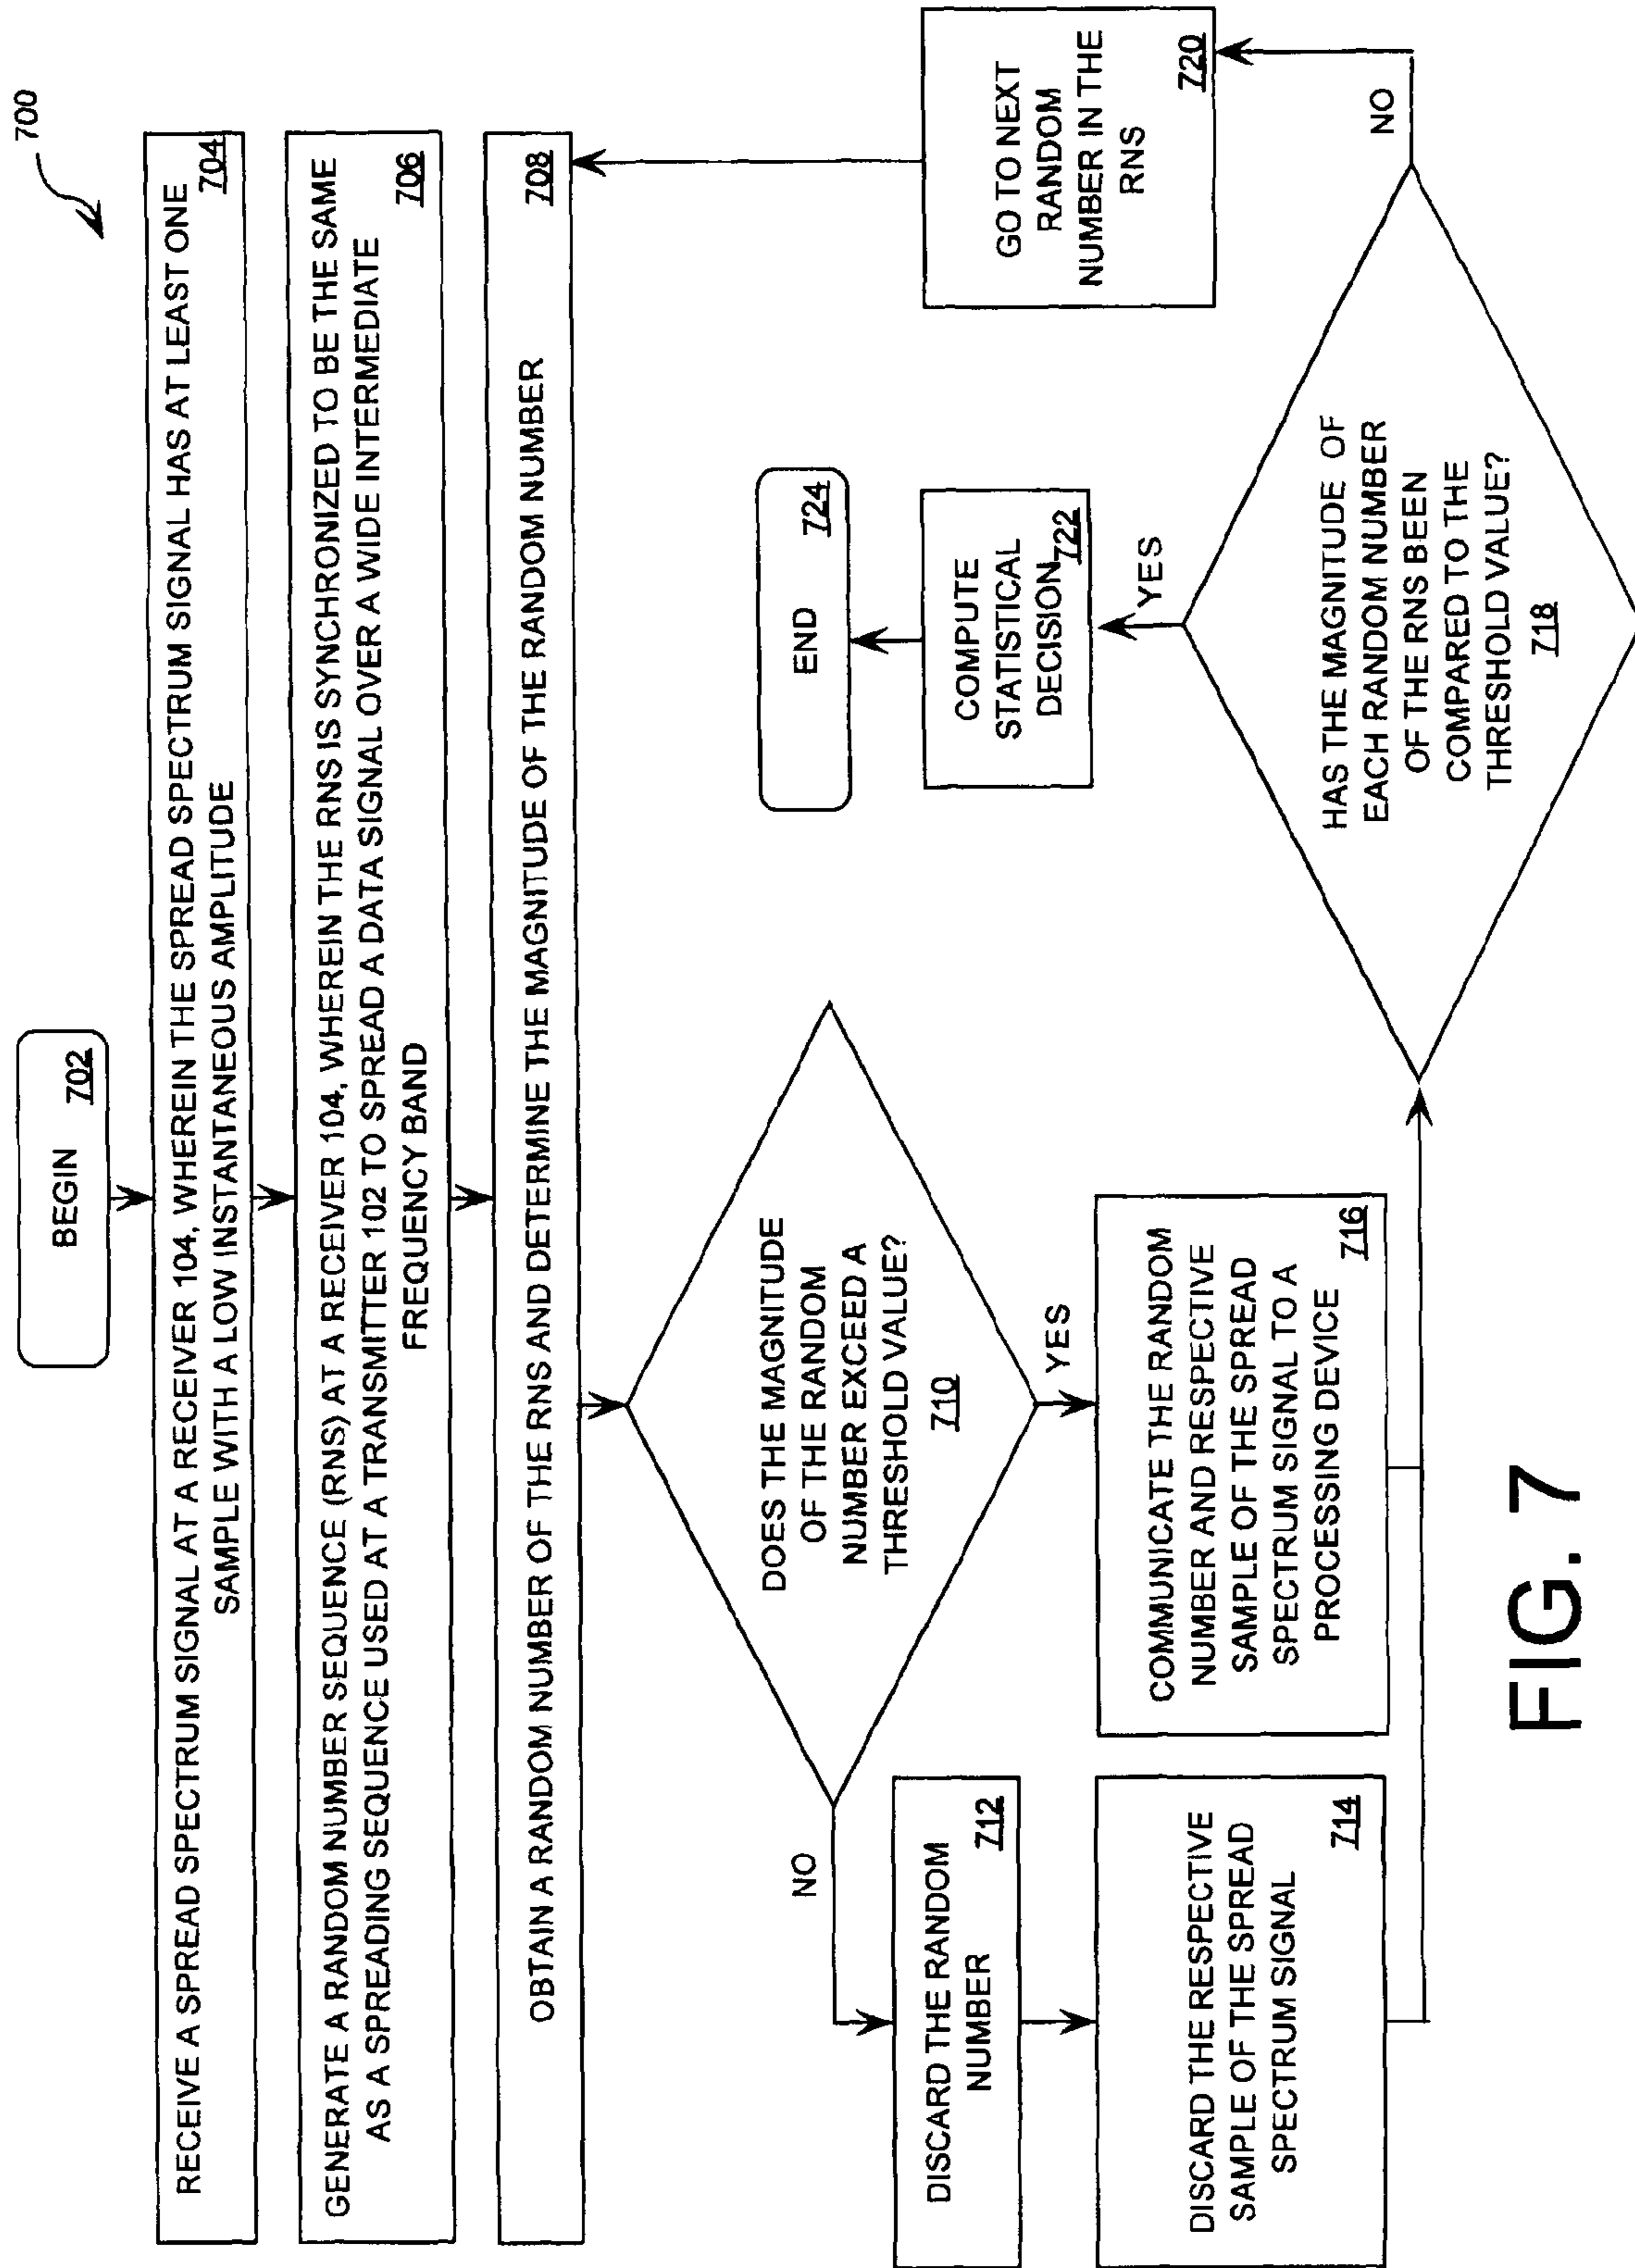 700
BEGIN
702
RECEIVE A SPREAD SPECTRUM SIGNAL AT A RECEIVER 104, WHEREIN THE SPREAD SPECTRUM SIGNAL HAS AT LEAST ONE
SAMPLE WITH A LOW INSTANTANEOUS AMPLITUDE
704
GENERATE A RANDOM NUMBER SEQUENCE (RNS) AT A RECEIVER 104, WHEREIN THE RNS IS SYNCHRONIZED TO BE THE SAME
AS A SPREADING SEQUENCE USED AT A TRANSMITTER 102 TO SPREAD A DATA SIGNAL OVER A WIDE INTERMEDIATE
FREQUENCY BAND
706
OBTAIN A RANDOM NUMBER OF THE RNS AND DETERMINE THE MAGNITUDE OF THE RANDOM NUMBER
708
DOES THE MAGNITUDE
OF THE RANDOM
NUMBER EXCEED A
THRESHOLD VALUE?
710
NO
YES
DISCARD THE RANDOM
NUMBER
712
DISCARD THE RESPECTIVE
SAMPLE OF THE SPREAD
SPECTRUM SIGNAL
714
COMMUNICATE THE RANDOM
NUMBER AND RESPECTIVE
SAMPLE OF THE SPREAD
SPECTRUM SIGNAL TO A
PROCESSING DEVICE
716
HAS THE MAGNITUDE OF
EACH RANDOM NUMBER
OF THE RNS BEEN
COMPARED TO THE
THRESHOLD VALUE?
718
NO
GO TO NEXT
RANDOM
NUMBER IN THE
RNS
720
YES
COMPUTE
STATISTICAL
DECISION
722
END
724
FIG. 7